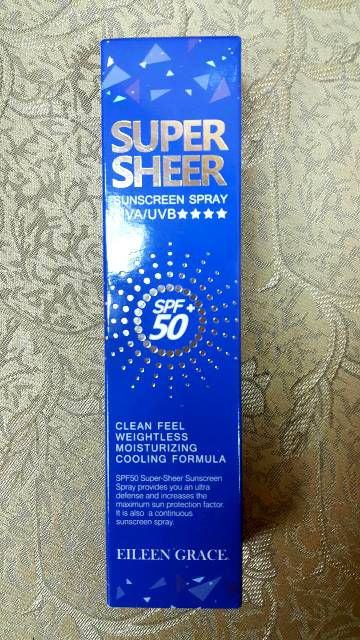 SUPER
SHEER
SUNSCREEN SPRAY
UVA/UVB★★★★
SPF+
50
CLEAN FEEL
WEIGHTLESS
MOISTURIZING
COOLING FORMULA
SPF50 Super-Sheer Sunscreen
Spray provides you an ultra
defense and increases the
maximum sun protection factor.
It is also a continuous
sunscreen spray.
EILEEN GRACE